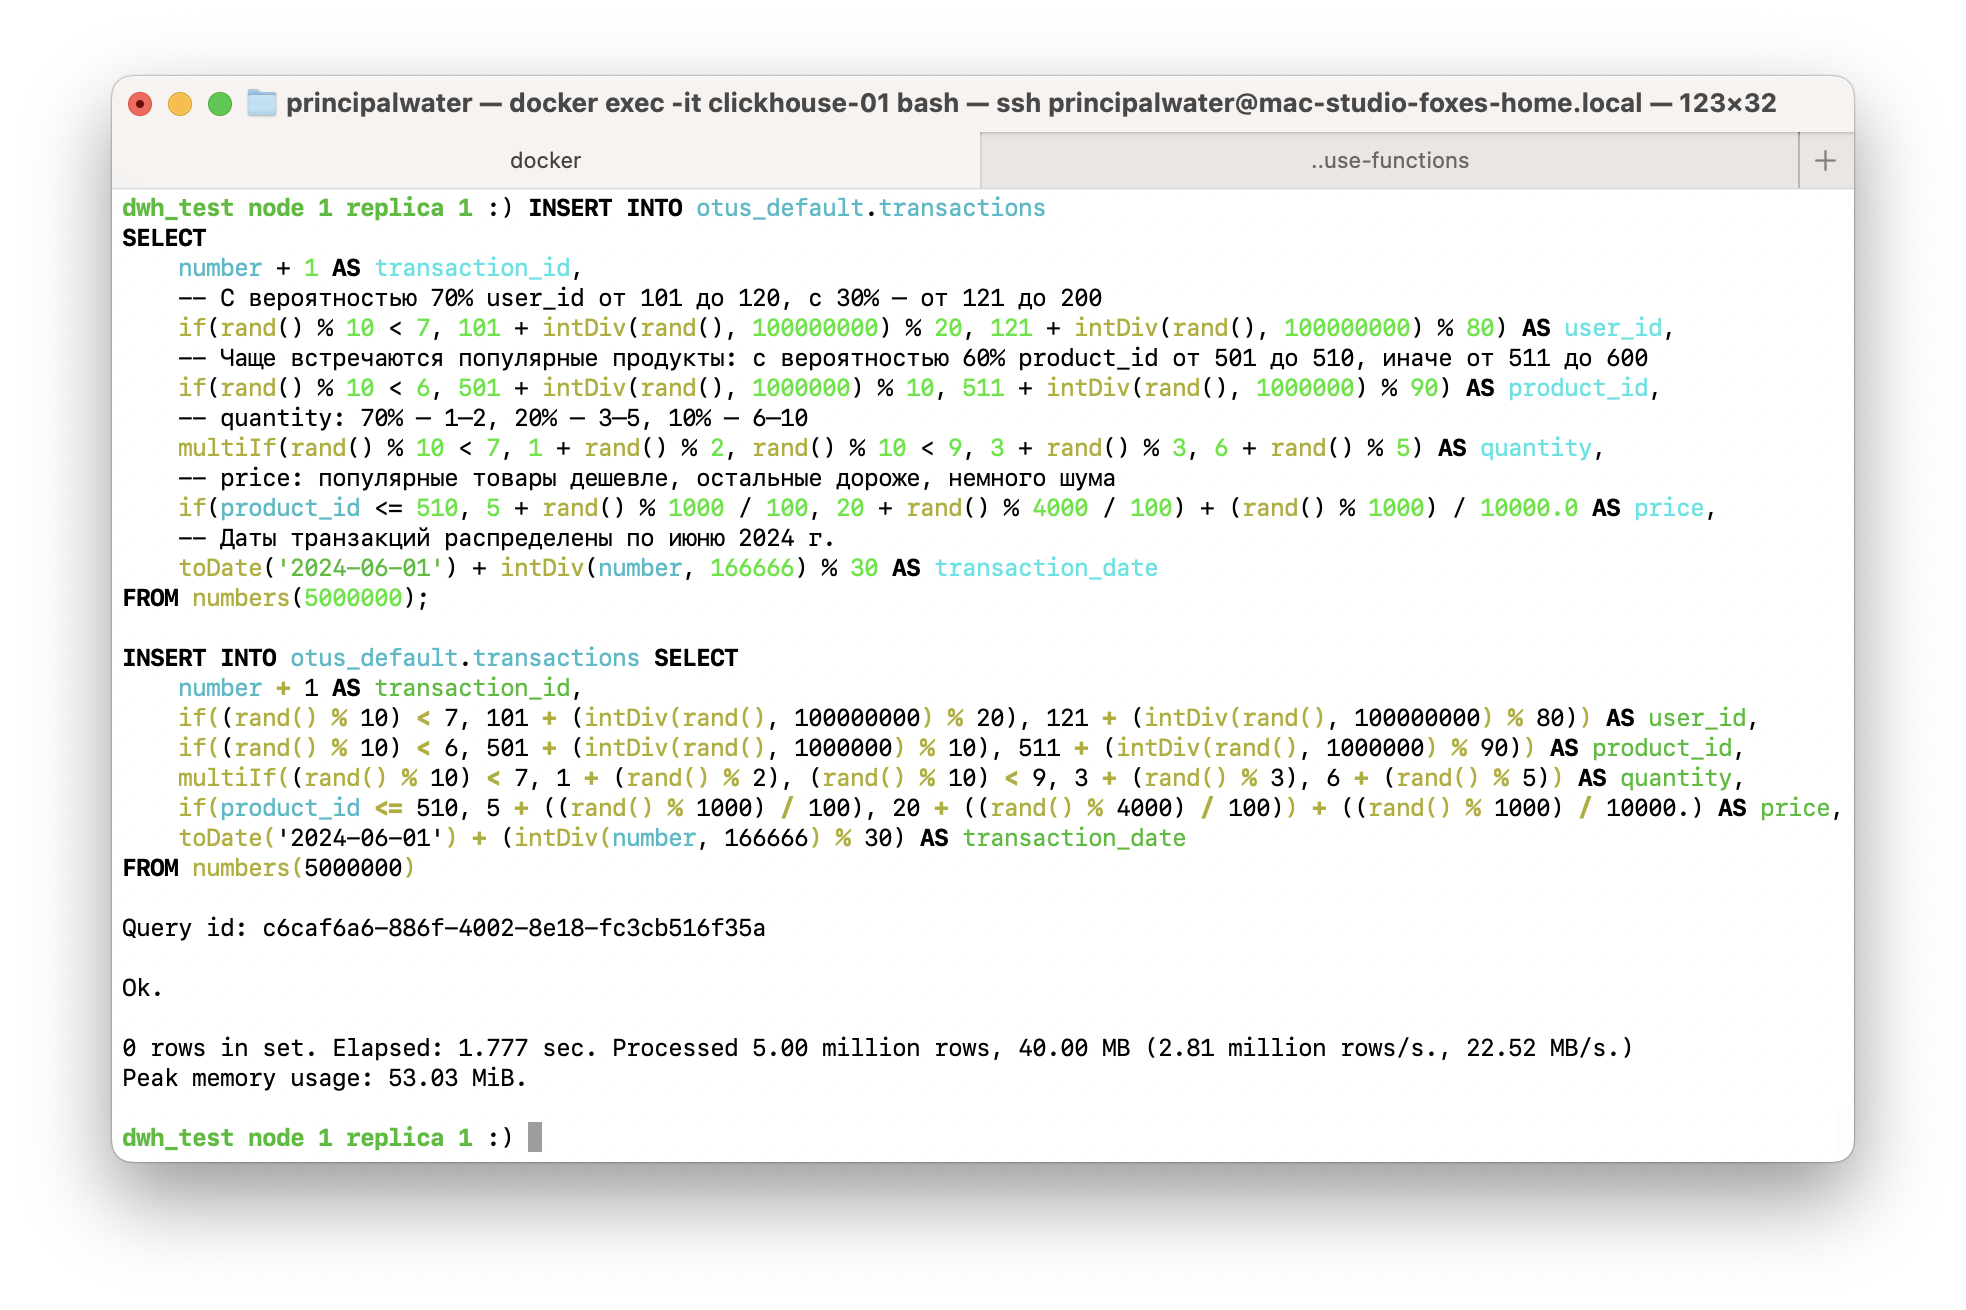 principalwater — docker exec -it clickhouse-01 bash — ssh principalwater@mac-studio-foxes-home.local — 123×32
docker
..use-functions
+
dwh_test node 1 replica 1 :) INSERT INTO otus_default.transactions
SELECT
    number + 1 AS transaction_id,
    -- С вероятностью 70% user_id от 101 до 120, с 30% — от 121 до 200
    if(rand() % 10 < 7, 101 + intDiv(rand(), 100000000) % 20, 121 + intDiv(rand(), 100000000) % 80) AS user_id,
    -- Чаще встречаются популярные продукты: с вероятностью 60% product_id от 501 до 510, иначе от 511 до 600
    if(rand() % 10 < 6, 501 + intDiv(rand(), 1000000) % 10, 511 + intDiv(rand(), 1000000) % 90) AS product_id,
    -- quantity: 70% — 1–2, 20% — 3–5, 10% — 6–10
    multiIf(rand() % 10 < 7, 1 + rand() % 2, rand() % 10 < 9, 3 + rand() % 3, 6 + rand() % 5) AS quantity,
    -- price: популярные товары дешевле, остальные дороже, немного шума
    if(product_id <= 510, 5 + rand() % 1000 / 100, 20 + rand() % 4000 / 100) + (rand() % 1000) / 10000.0 AS price,
    -- Даты транзакций распределены по июню 2024 г.
    toDate('2024-06-01') + intDiv(number, 166666) % 30 AS transaction_date
FROM numbers(5000000);
INSERT INTO otus_default.transactions SELECT
    number + 1 AS transaction_id,
    if((rand() % 10) < 7, 101 + (intDiv(rand(), 100000000) % 20), 121 + (intDiv(rand(), 100000000) % 80)) AS user_id,
    if((rand() % 10) < 6, 501 + (intDiv(rand(), 1000000) % 10), 511 + (intDiv(rand(), 1000000) % 90)) AS product_id,
    multiIf((rand() % 10) < 7, 1 + (rand() % 2), (rand() % 10) < 9, 3 + (rand() % 3), 6 + (rand() % 5)) AS quantity,
    if(product_id <= 510, 5 + ((rand() % 1000) / 100), 20 + ((rand() % 4000) / 100)) + ((rand() % 1000) / 10000.) AS price,
    toDate('2024-06-01') + (intDiv(number, 166666) % 30) AS transaction_date
FROM numbers(5000000)
Query id: c6caf6a6-886f-4002-8e18-fc3cb516f35a
Ok.
0 rows in set. Elapsed: 1.777 sec. Processed 5.00 million rows, 40.00 MB (2.81 million rows/s., 22.52 MB/s.)
Peak memory usage: 53.03 MiB.
dwh_test node 1 replica 1 :)